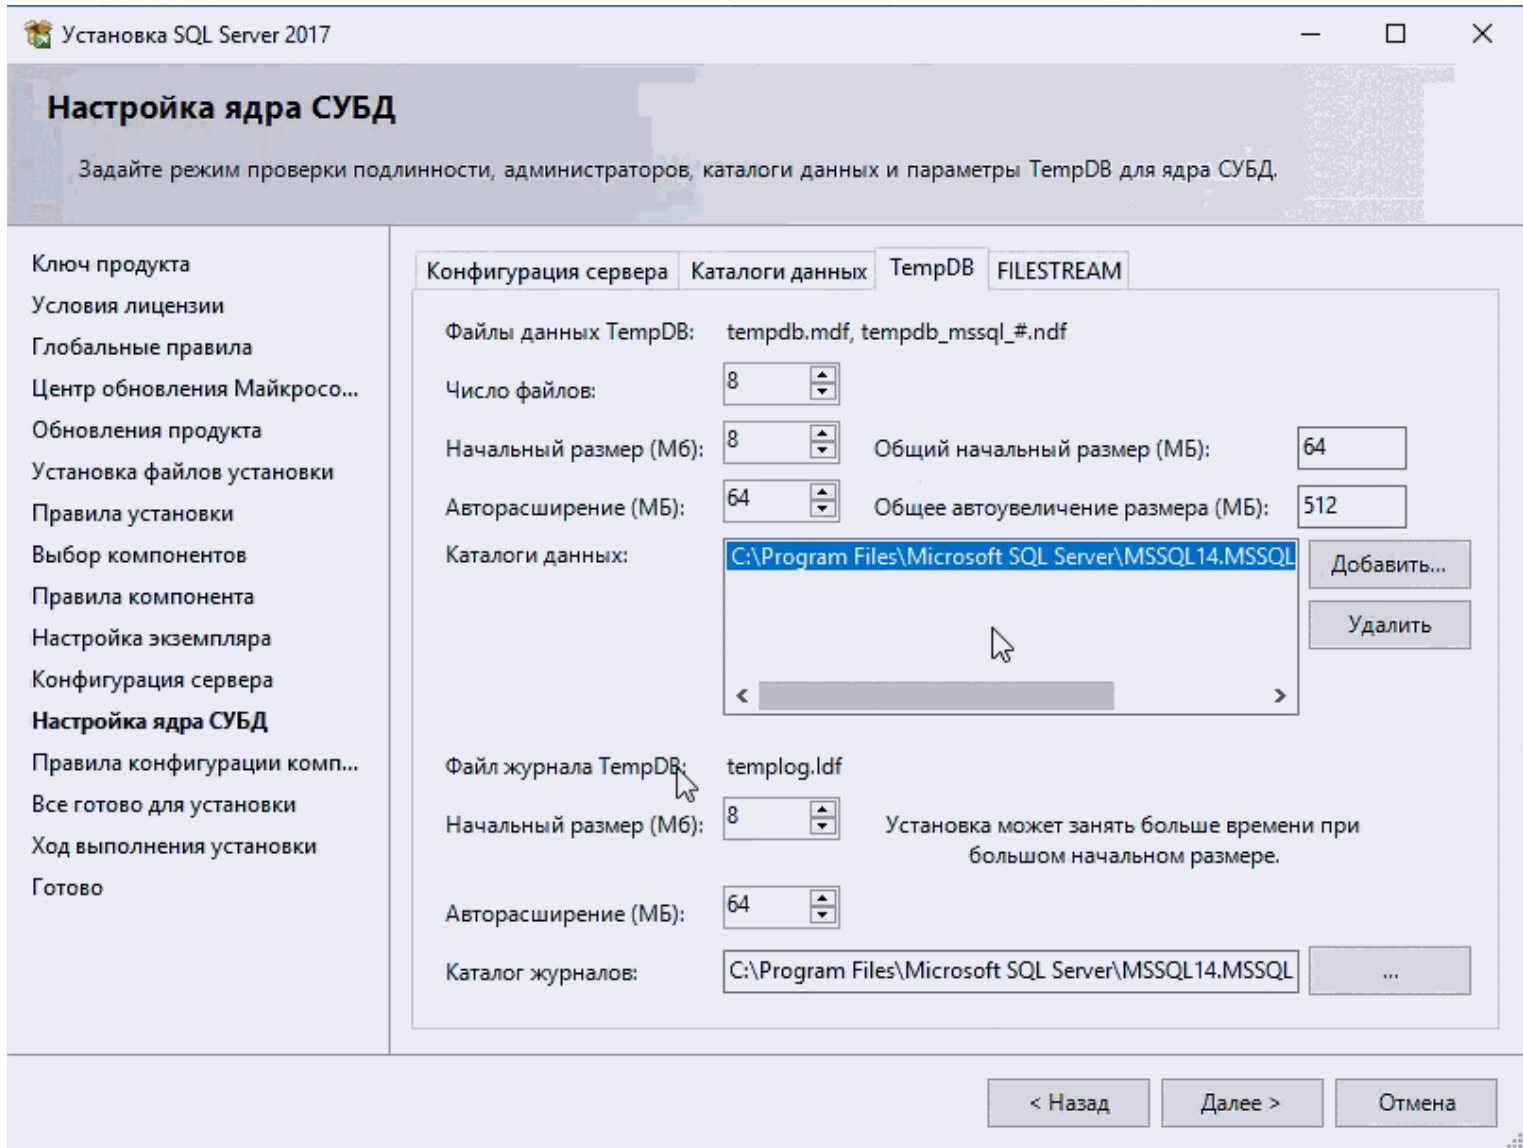 Установка SQL Server 2017
Настройка ядра СУБД
Задайте режим проверки подлинности, администраторов, каталоги данных и параметры TempDB для ядра СУБД.
Ключ продукта
Условия лицензии
Глобальные правила
Центр обновления Майкросо...
Обновления продукта
Установка файлов установки
Правила установки
Выбор компонентов
Правила компонента
Настройка экземпляра
Конфигурация сервера
Настройка ядра СУБД
Правила конфигурации комп...
Все готово для установки
Ход выполнения установки
Готово
Конфигурация сервера Каталоги данных TempDB FILESTREAM
Файлы данных TempDB: tempdb.mdf, tempdb_mssql_#.ndf
Число файлов: 8
Начальный размер (Мб): 8 Общий начальный размер (МБ): 64
Авторасширение (МБ): 64 Общее автоувеличение размера (МБ): 512
Каталоги данных: C:\Program Files\Microsoft SQL Server\MSSQL14.MSSQL
Добавить...
Удалить
Файл журнала TempDB: templog.ldf
Начальный размер (Мб): 8 Установка может занять больше времени при
большом начальном размере.
Авторасширение (МБ): 64
Каталог журналов: C:\Program Files\Microsoft SQL Server\MSSQL14.MSSQL ...
< Назад Далее > Отмена